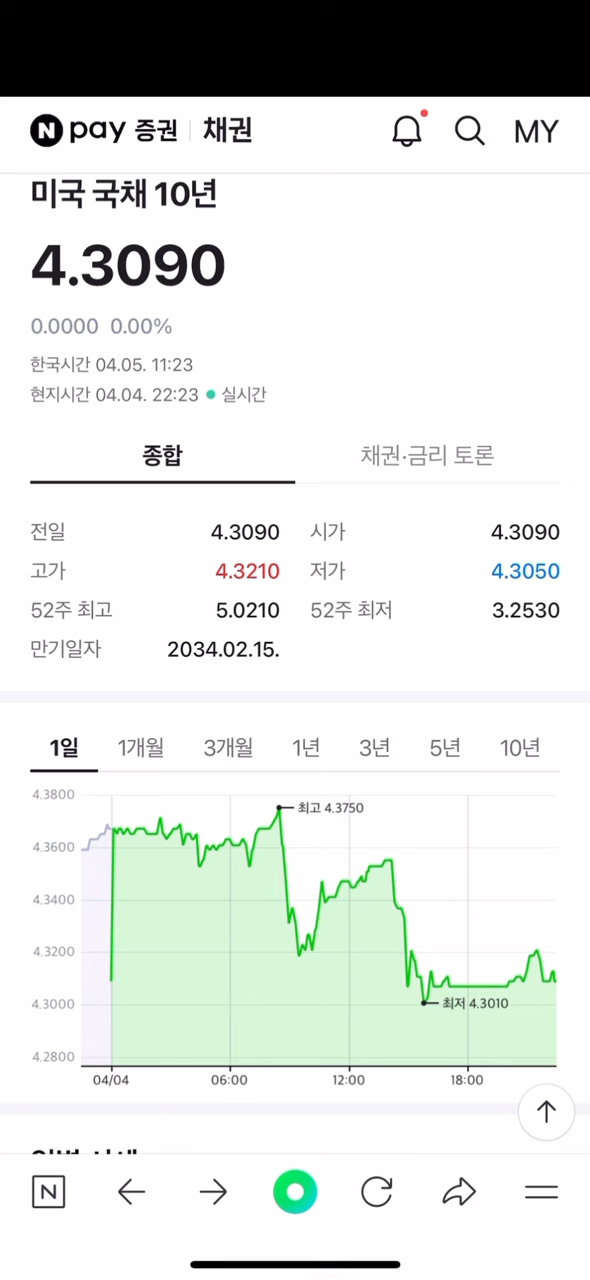 N pay 증권 채권 MY
미국 국채 10년
4.3090
0.0000 0.00%
한국시간 04.05. 11:23
현지시간 04.04. 22:23 실시간
종합 채권·금리 토론
전일 4.3090 시가 4.3090
고가 4.3210 저가 4.3050
52주 최고 5.0210 52주 최저 3.2530
만기일자 2034.02.15.
1일 1개월 3개월 1년 3년 5년 10년
4.3800
최고 4.3750
4.3600
4.3400
4.3200
4.3000
최저 4.3010
4.2800
04/04 06:00 12:00 18:00
N